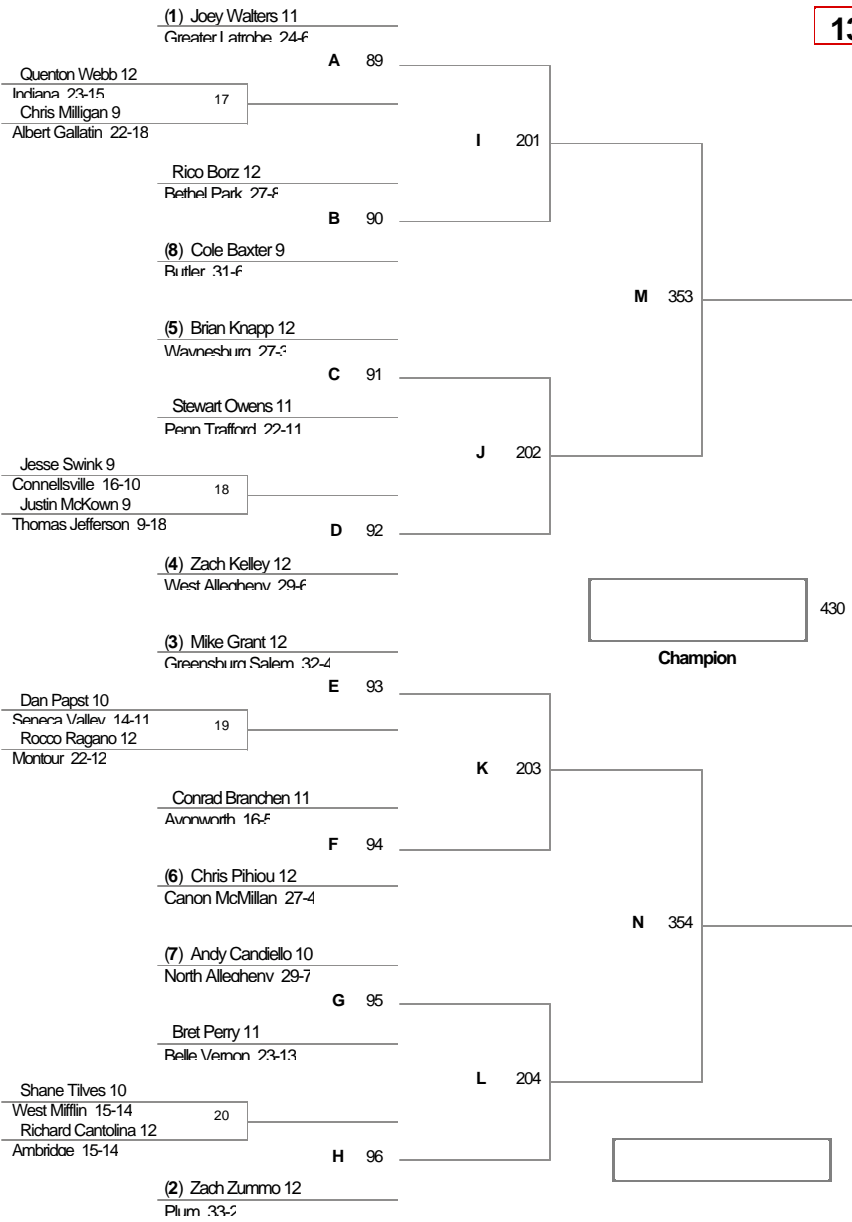 (1) Joey Walters 11
Greater Latrobe 24-6
13
A 89
Quenton Webb 12
Indiana 23-15
17
Chris Milligan 9
Albert Gallatin 22-18
I 201
Rico Borz 12
Bethel Park 27-8
B 90
(8) Cole Baxter 9
Butler 31-6
M 353
(5) Brian Knapp 12
Waynesburg 27-3
C 91
Stewart Owens 11
Penn Trafford 22-11
J 202
Jesse Swink 9
Connellsville 16-10
18
Justin McKown 9
Thomas Jefferson 9-18
D 92
(4) Zach Kelley 12
West Allegheny 29-6
430
(3) Mike Grant 12
Greensburg Salem 32-4
Champion
E 93
Dan Papst 10
Seneca Valley 14-11
19
Rocco Ragano 12
Montour 22-12
K 203
Conrad Branchen 11
Avonworth 16-5
F 94
(6) Chris Pihiou 12
Canon McMillan 27-4
N 354
(7) Andy Candiello 10
North Allegheny 29-7
G 95
Bret Perry 11
Belle Vernon 23-13
L 204
Shane Tilves 10
West Mifflin 15-14
20
Richard Cantolina 12
Ambridge 15-14
H 96
(2) Zach Zummo 12
Plum 33-2